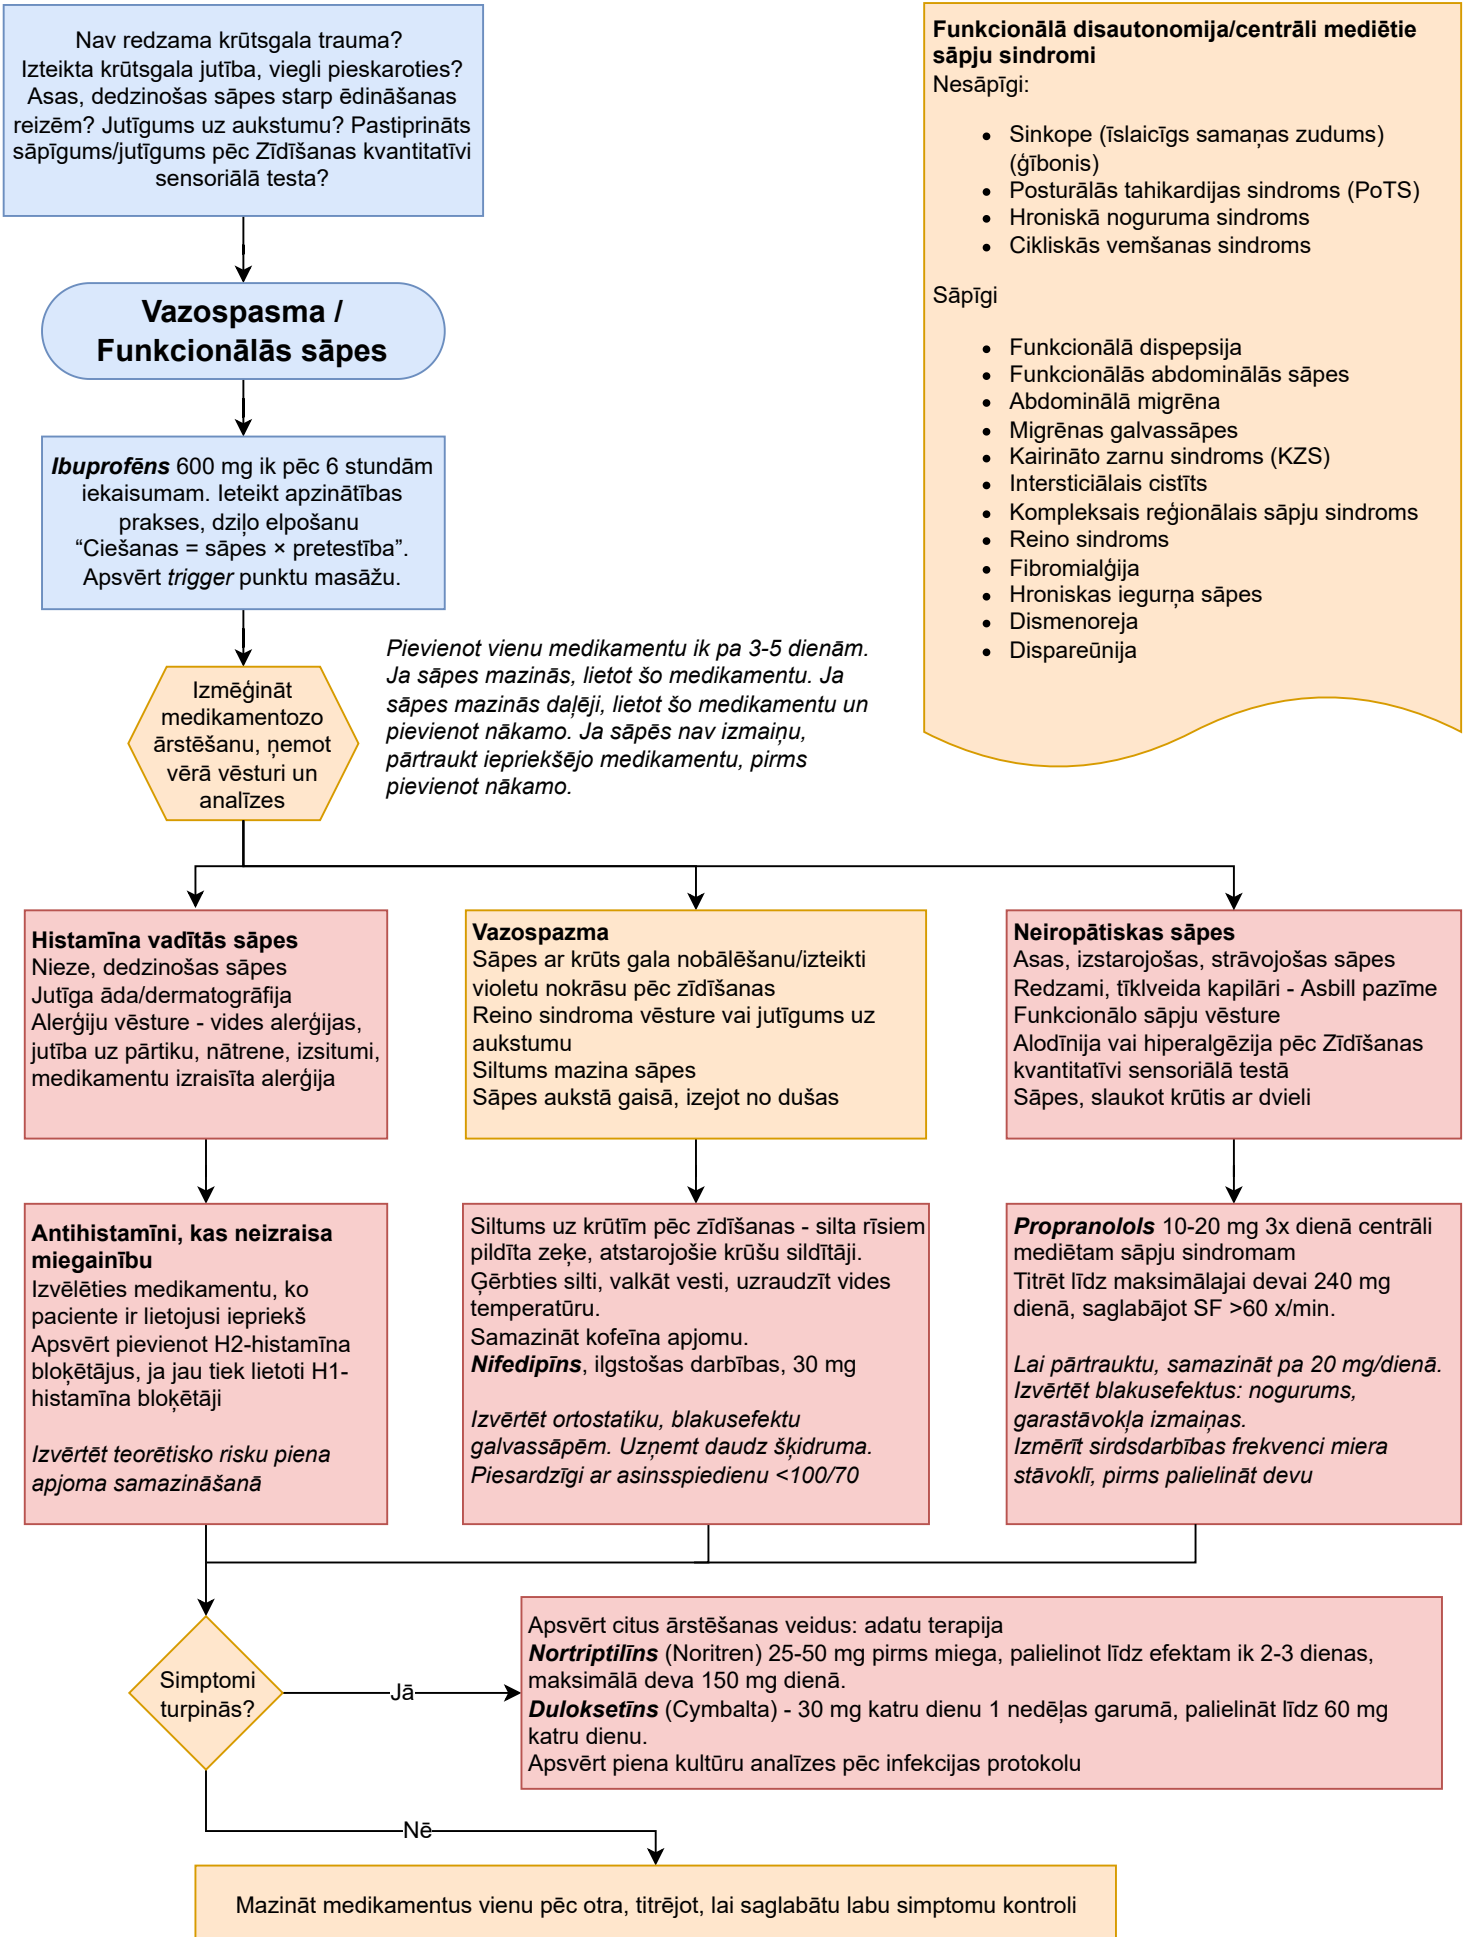 Nav redzama krūtsgala trauma?
Izteikta krūtsgala jutība, viegli pieskaroties?
Asas, dedzinošas sāpes starp ēdināšanas
reizēm? Jutīgums uz aukstumu? Pastiprināts
sāpīgums/jutīgums pēc Zīdīšanas kvantitatīvi
sensoriālā testa?
Vazospasma /
Funkcionālās sāpes
Ibuprofēns 600 mg ik pēc 6 stundām
iekaisumam. Ieteikt apzinātības
prakses, dziļo elpošanu
“Ciešanas = sāpes × pretestība”.
Apsvērt trigger punktu masāžu.
Funkcionālā disautonomija/centrāli mediētie
sāpju sindromi
Nesāpīgi:
• Sinkope (īslaicīgs samaņas zudums)
(ģībonis)
• Posturālās tahikardijas sindroms (PoTS)
• Hroniskā noguruma sindroms
• Cikliskās vemšanas sindroms
Sāpīgi
• Funkcionālā dispepsija
• Funkcionālās abdominālās sāpes
• Abdominālā migrēna
• Migrēnas galvassāpes
• Kairināto zarnu sindroms (KZS)
• Intersticiālais cistīts
• Kompleksais reģionālais sāpju sindroms
• Reino sindroms
• Fibromialģija
• Hroniskas iegurņa sāpes
• Dismenoreja
• Dispareūnija
Izmēģināt
medikamentozo
ārstēšanu, ņemot
vērā vēsturi un
analīzes
Pievienot vienu medikamentu ik pa 3-5 dienām.
Ja sāpes mazinās, lietot šo medikamentu. Ja
sāpes mazinās daļēji, lietot šo medikamentu un
pievienot nākamo. Ja sāpēs nav izmaiņu,
pārtraukt iepriekšējo medikamentu, pirms
pievienot nākamo.
Histamīna vadītās sāpes
Nieze, dedzinošas sāpes
Jutīga āda/dermatogrāfija
Alerģiju vēsture - vides alerģijas,
jutība uz pārtiku, nātrene, izsitumi,
medikamentu izraisīta alerģija
Vazospazma
Sāpes ar krūts gala nobālēšanu/izteikti
violetu nokrāsu pēc zīdīšanas
Reino sindroma vēsture vai jutīgums uz
aukstumu
Siltums mazina sāpes
Sāpes aukstā gaisā, izejot no dušas
Neiropātiskas sāpes
Asas, izstarojošas, strāvojošas sāpes
Redzami, tīklveida kapilāri - Asbill pazīme
Funkcionālo sāpju vēsture
Alodīnija vai hiperalgēzija pēc Zīdīšanas
kvantitatīvi sensoriālā testā
Sāpes, slaukot krūtis ar dvieli
Antihistamīni, kas neizraisa
miegainību
Izvēlēties medikamentu, ko
paciente ir lietojusi iepriekš
Apsvērt pievienot H2-histamīna
bloķētājus, ja jau tiek lietoti H1-
histamīna bloķētāji
Izvērtēt teorētisko risku piena
apjoma samazināšanā
Siltums uz krūtīm pēc zīdīšanas - silta rīsiem
pildīta zeķe, atstarojošie krūšu sildītāji.
Ģērbties silti, valkāt vesti, uzraudzīt vides
temperatūru.
Samazināt kofeīna apjomu.
Nifedipīns, ilgstošas darbības, 30 mg
Izvērtēt ortostatiku, blakusefektu
galvassāpēm. Uzņemt daudz šķidruma.
Piesardzīgi ar asinsspiedienu <100/70
Propranolols 10-20 mg 3x dienā centrāli
mediētam sāpju sindromam
Titrēt līdz maksimālajai devai 240 mg
dienā, saglabājot SF >60 x/min.
Lai pārtrauktu, samazināt pa 20 mg/dienā.
Izvērtēt blakusefektus: nogurums,
garastāvokļa izmaiņas.
Izmērīt sirdsdarbības frekvenci miera
stāvoklī, pirms palielināt devu
Simptomi
turpinās?
Jā
Apsvērt citus ārstēšanas veidus: adatu terapija
Nortriptilīns (Noritren) 25-50 mg pirms miega, palielinot līdz efektam ik 2-3 dienas,
maksimālā deva 150 mg dienā.
Duloksetīns (Cymbalta) - 30 mg katru dienu 1 nedēļas garumā, palielināt līdz 60 mg
katru dienu.
Apsvērt piena kultūru analīzes pēc infekcijas protokolu
Nē
Mazināt medikamentus vienu pēc otra, titrējot, lai saglabātu labu simptomu kontroli